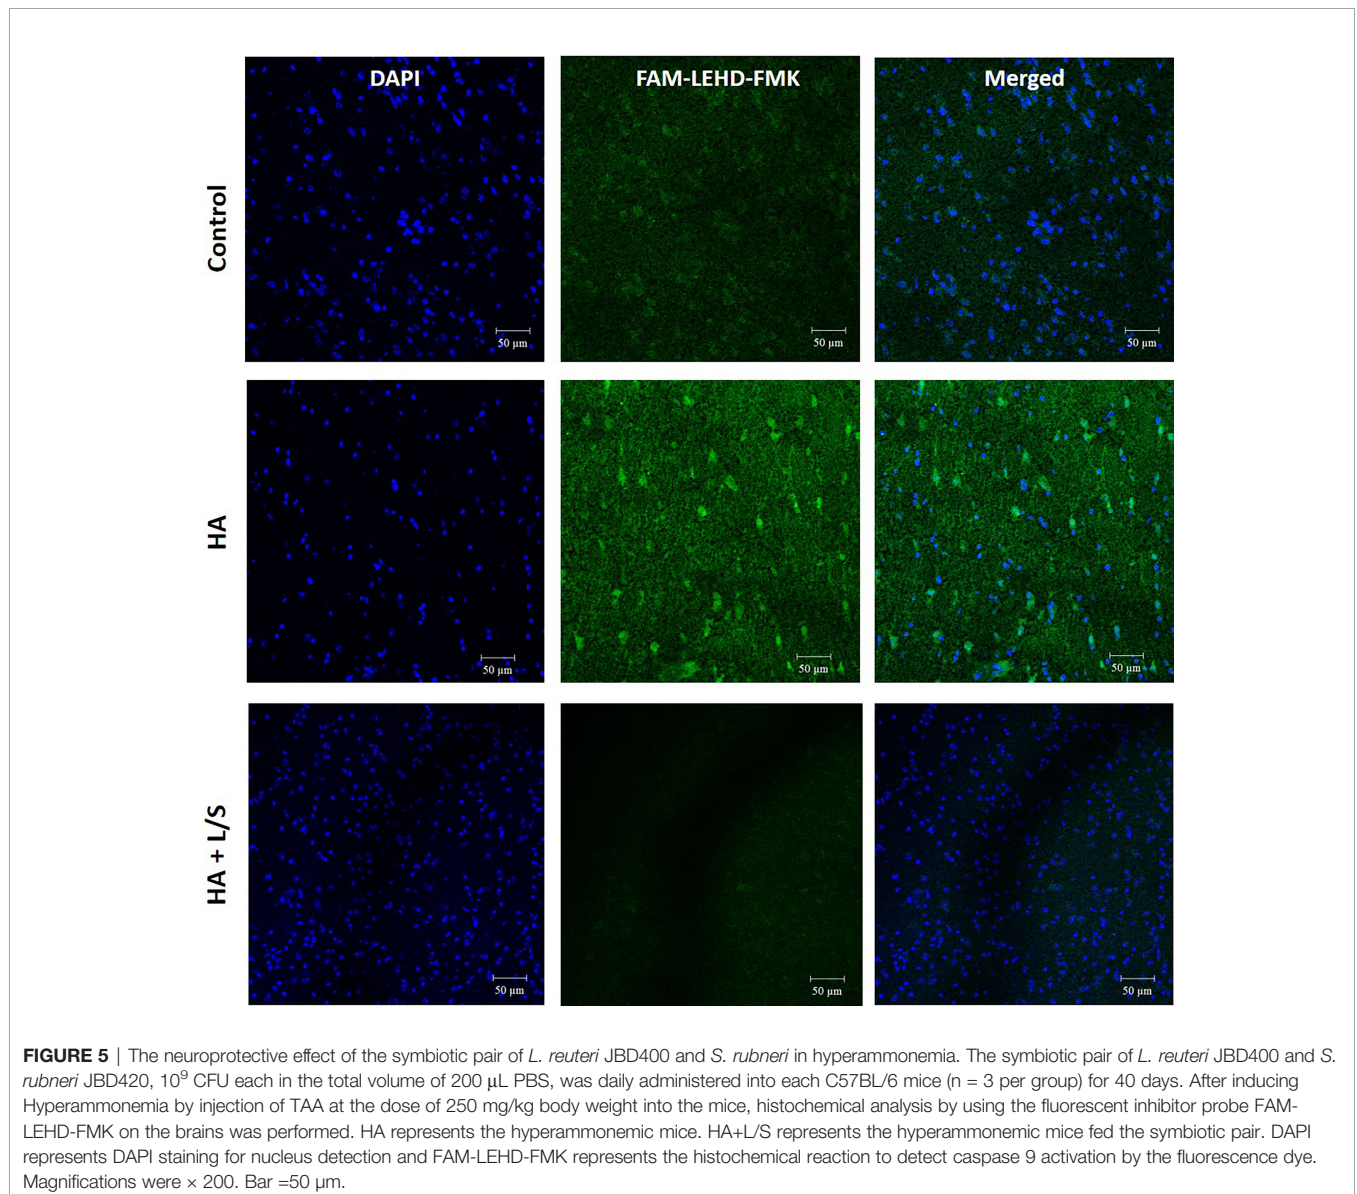 DAPI
FAM-LEHD-FMK
Merged
Control
50 µm
50 µm
50 µm
HA
50 µm
50 µm
50 µm
HA + L/S
50 µm
50 µm
50 µm
FIGURE 5 | The neuroprotective effect of the symbiotic pair of L. reuteri JBD400 and S. rubneri in hyperammonemia. The symbiotic pair of L. reuteri JBD400 and S.
rubneri JBD420, 10⁹ CFU each in the total volume of 200 µL PBS, was daily administered into each C57BL/6 mice (n = 3 per group) for 40 days. After inducing
Hyperammonemia by injection of TAA at the dose of 250 mg/kg body weight into the mice, histochemical analysis by using the fluorescent inhibitor probe FAM-
LEHD-FMK on the brains was performed. HA represents the hyperammonemic mice. HA+L/S represents the hyperammonemic mice fed the symbiotic pair. DAPI
represents DAPI staining for nucleus detection and FAM-LEHD-FMK represents the histochemical reaction to detect caspase 9 activation by the fluorescence dye.
Magnifications were × 200. Bar =50 µm.